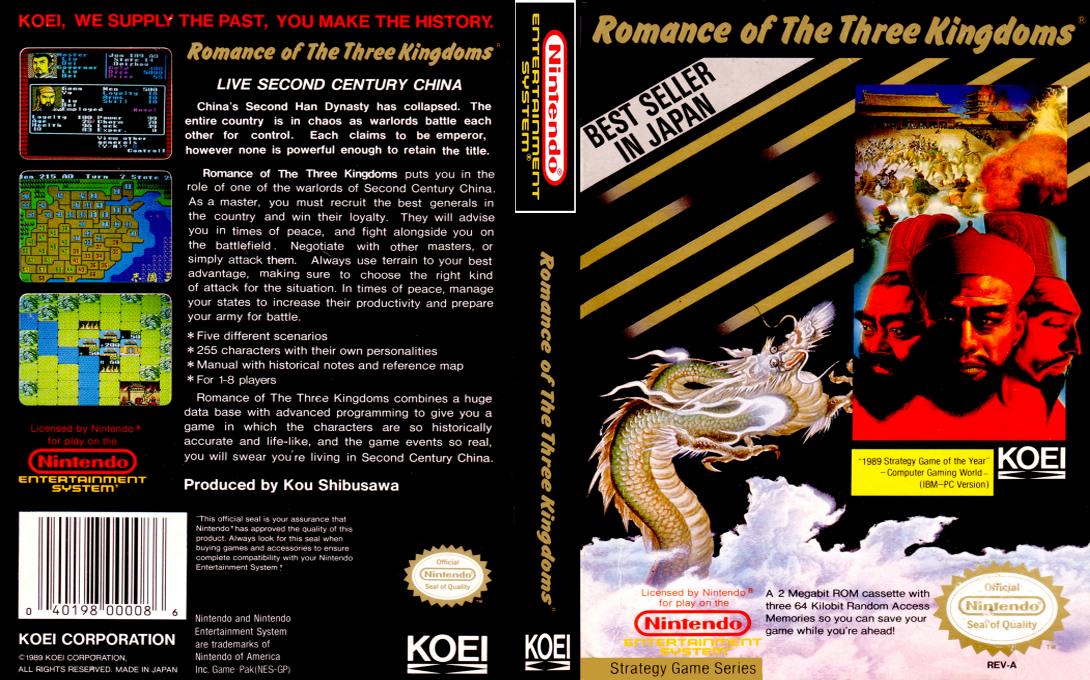 KOEI, WE SUPPLY THE PAST, YOU MAKE THE HISTORY.
Romance of The Three Kingdoms®
LIVE SECOND CENTURY CHINA
China's Second Han Dynasty has collapsed. The
entire country is in chaos as warlords battle each
other for control. Each claims to be emperor,
however none is powerful enough to retain the title.
Romance of The Three Kingdoms puts you in the
role of one of the warlords of Second Century China.
As a master, you must recruit the best generals in
the country and win their loyalty. They will advise
you in times of peace, and fight alongside you on
the battlefield. Negotiate with other masters, or
simply attack them. Always use terrain to your best
advantage, making sure to choose the right kind
of attack for the situation. In times of peace, manage
your states to increase their productivity and prepare
your army for battle.
* Five different scenarios
* 255 characters with their own personalities
* Manual with historical notes and reference map
* For 1-8 players
Romance of The Three Kingdoms combines a huge
data base with advanced programming to give you a
game in which the characters are so historically
accurate and life-like, and the game events so real,
you will swear you're living in Second Century China.
Produced by Kou Shibusawa
Jan 215 AD Turn 7 State 2
Licensed by Nintendo®
for play on the
Nintendo®
ENTERTAINMENT
SYSTEM®
0 40198 00008 6
KOEI CORPORATION
©1989 KOEI CORPORATION,
ALL RIGHTS RESERVED. MADE IN JAPAN
"This official seal is your assurance that
Nintendo® has approved the quality of this
product. Always look for this seal when
buying games and accessories to ensure
complete compatibility with your Nintendo
Entertainment System."
Nintendo and Nintendo
Entertainment System
are trademarks of
Nintendo of America
Inc. Game Pak(NES-GP)
Official
Nintendo®
Seal of Quality
TM
KOEI
Nintendo®
ENTERTAINMENT
SYSTEM®
Romance of The Three Kingdoms®
KOEI
Romance of The Three Kingdoms®
BEST SELLER
IN JAPAN
"1989 Strategy Game of the Year"
–Computer Gaming World–
(IBM-PC Version)
KOEI
Licensed by Nintendo®
for play on the
Nintendo®
ENTERTAINMENT
SYSTEM®
Strategy Game Series
A 2 Megabit ROM cassette with
three 64 Kilobit Random Access
Memories so you can save your
game while you're ahead!
Official
Nintendo®
Seal of Quality
TM
REV-A